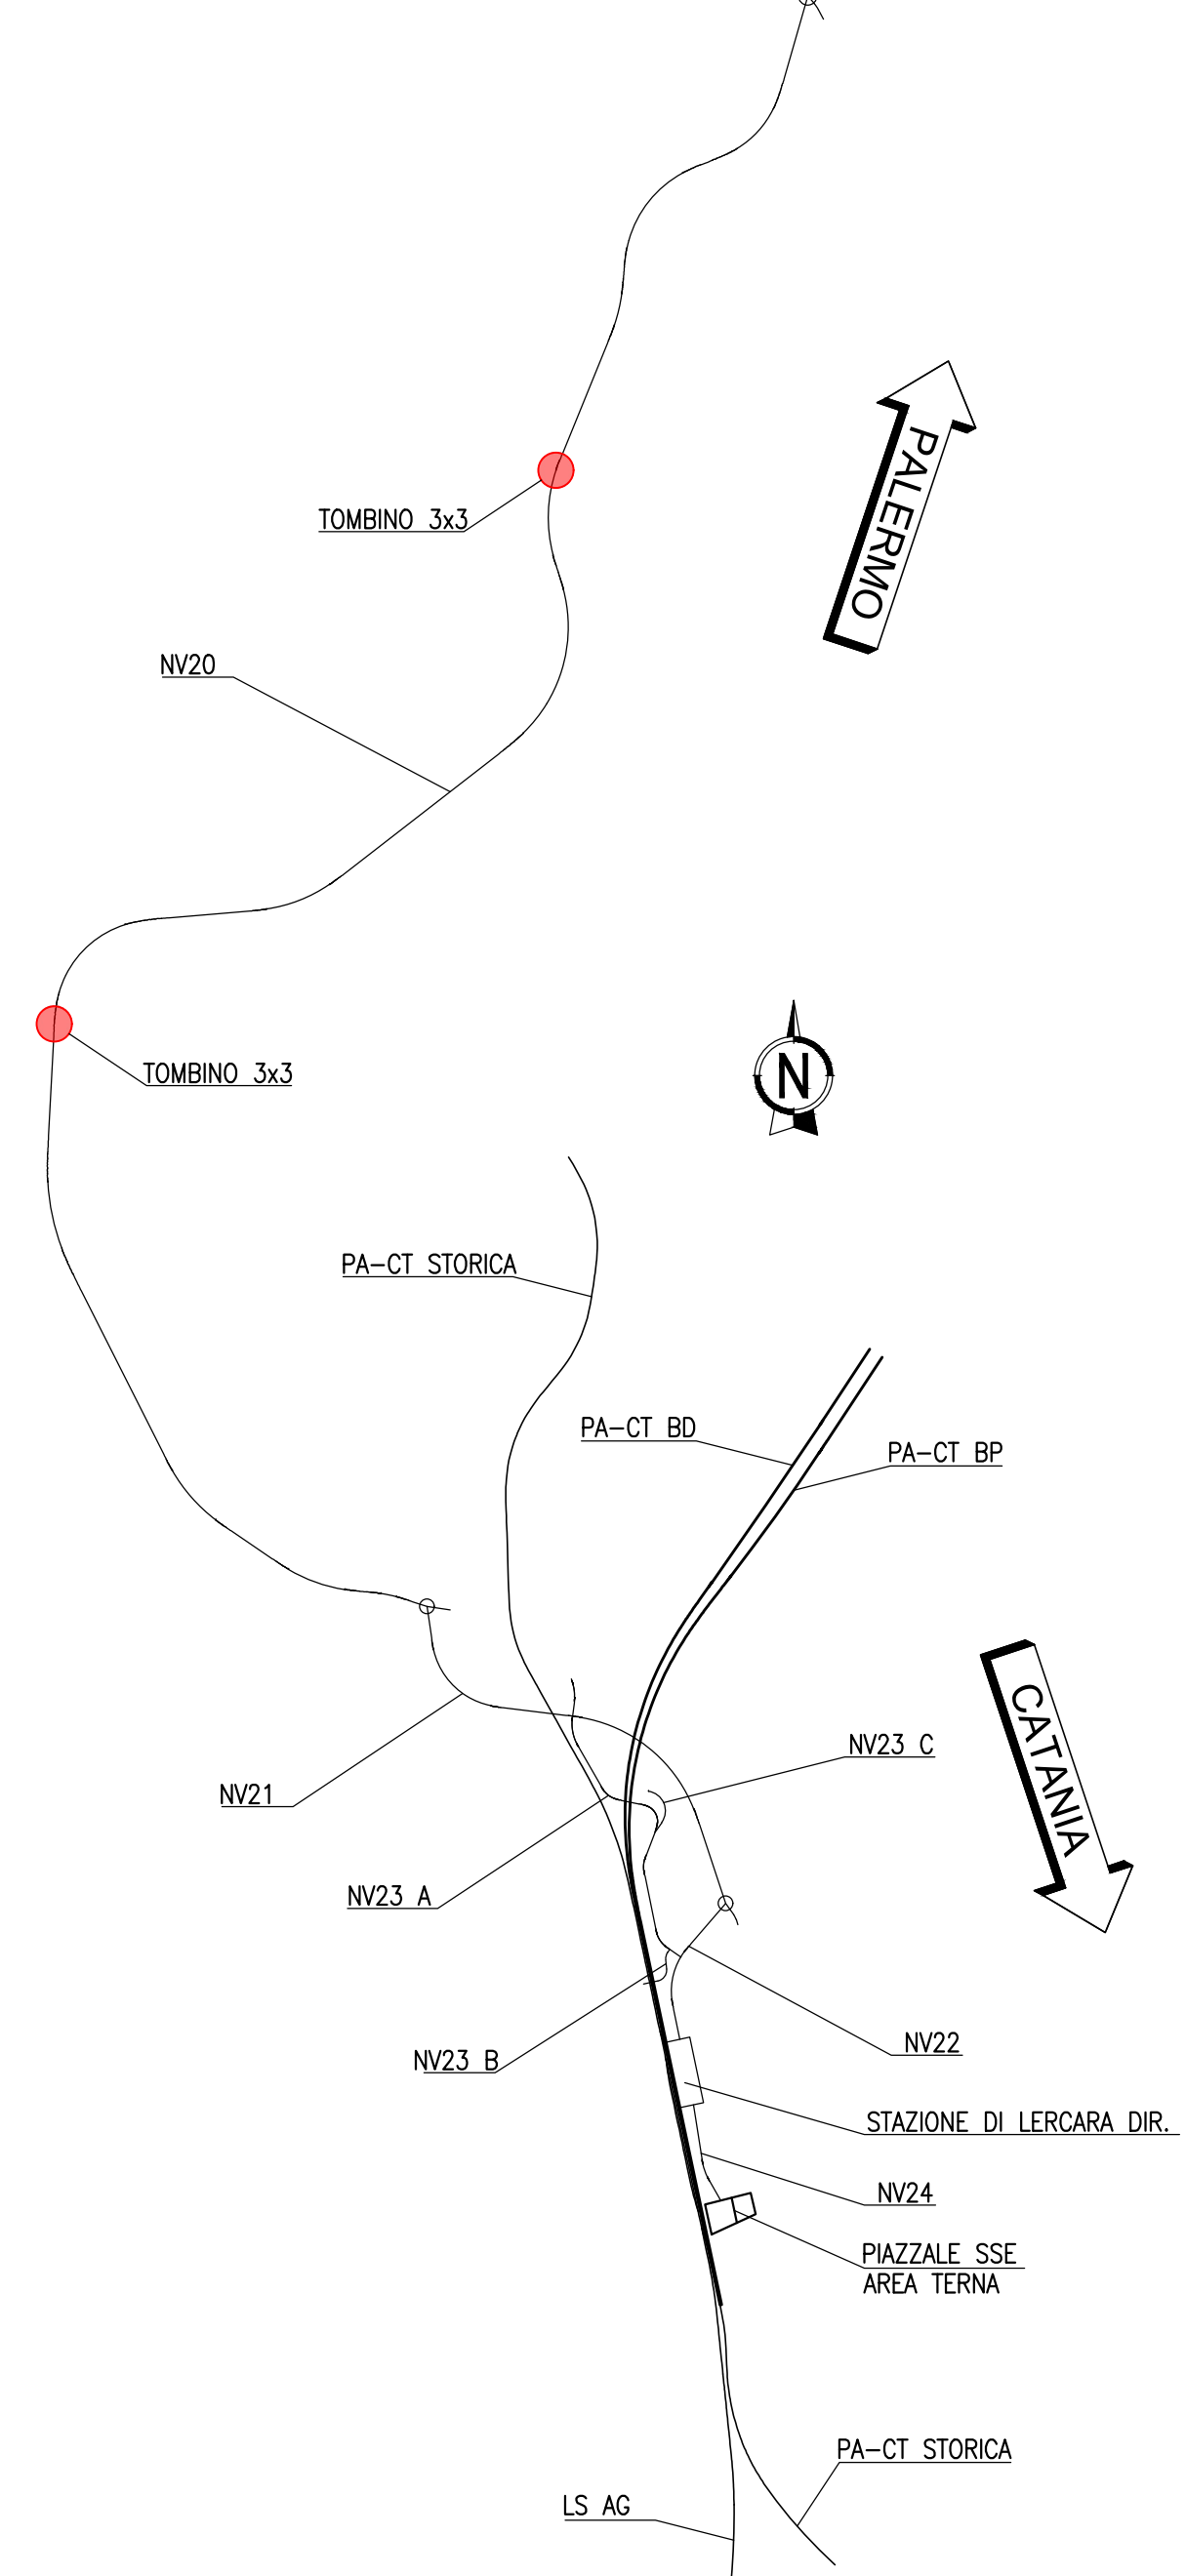 PALERMO
TOMBINO 3x3
NV20
N
TOMBINO 3x3
PA-CT STORICA
PA-CT BD
PA-CT BP
CATANIA
NV23 C
NV21
NV23 A
NV22
NV23 B
STAZIONE DI LERCARA DIR.
NV24
PIAZZALE SSE
AREA TERNA
PA-CT STORICA
LS AG